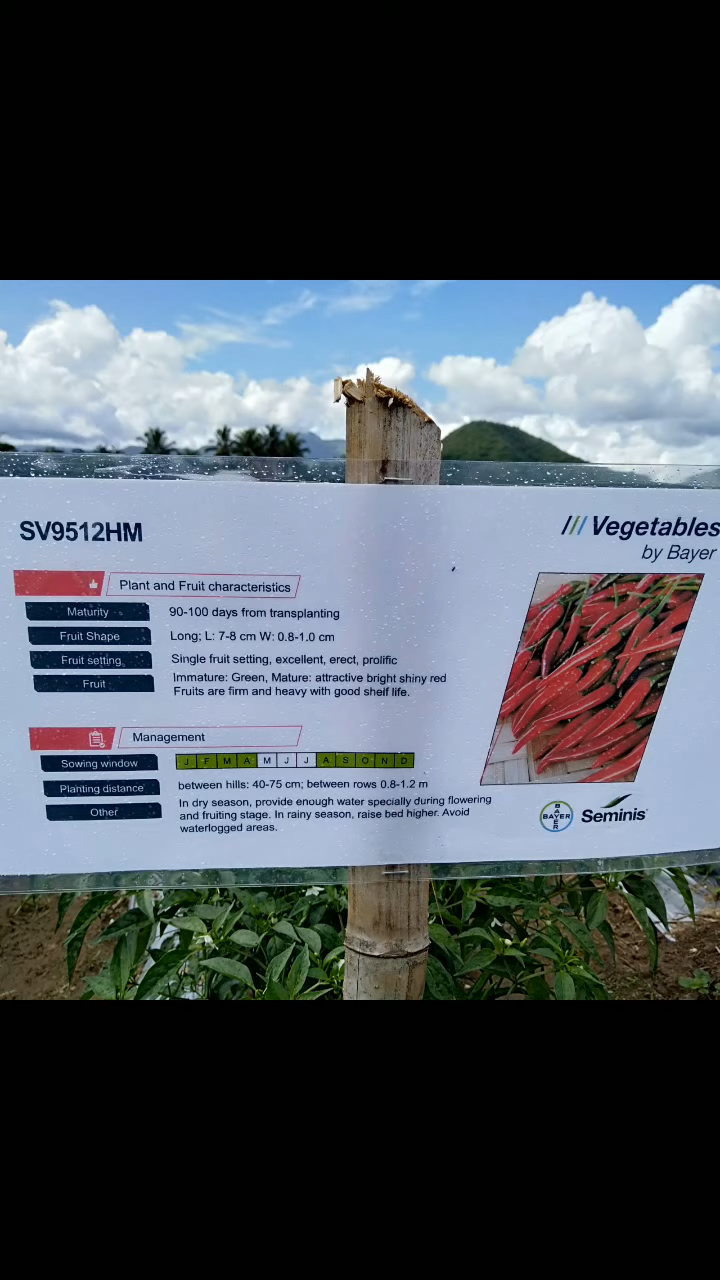 SV9512HM
/// Vegetables
by Bayer
Plant and Fruit characteristics
Maturity 90-100 days from transplanting
Fruit Shape Long; L: 7-8 cm W: 0.8-1.0 cm
Fruit setting Single fruit setting, excellent, erect, prolific
Fruit Immature: Green, Mature: attractive bright shiny red
Fruits are firm and heavy with good shelf life.
Management
Sowing window J F M A M J J A S O N D
Planting distance between hills: 40-75 cm; between rows 0.8-1.2 m
Other In dry season, provide enough water specially during flowering
and fruiting stage. In rainy season, raise bed higher. Avoid
waterlogged areas.
BAYER
BAYER
Seminis